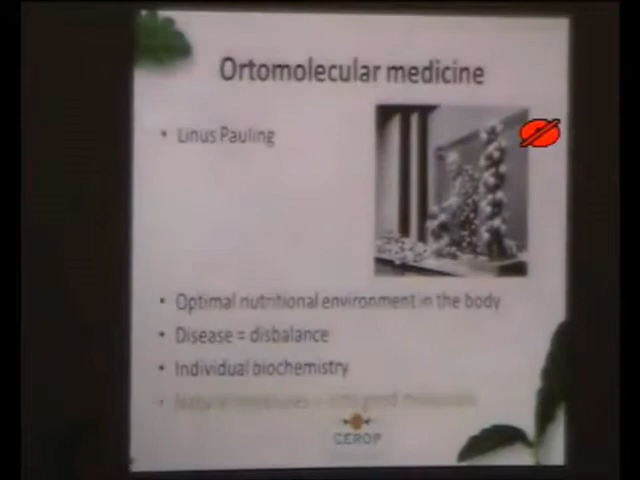 Ortomolecular medicine
• Linus Pauling
• Optimal nutritional environment in the body
• Disease = disbalance
• Individual biochemistry
CEROP